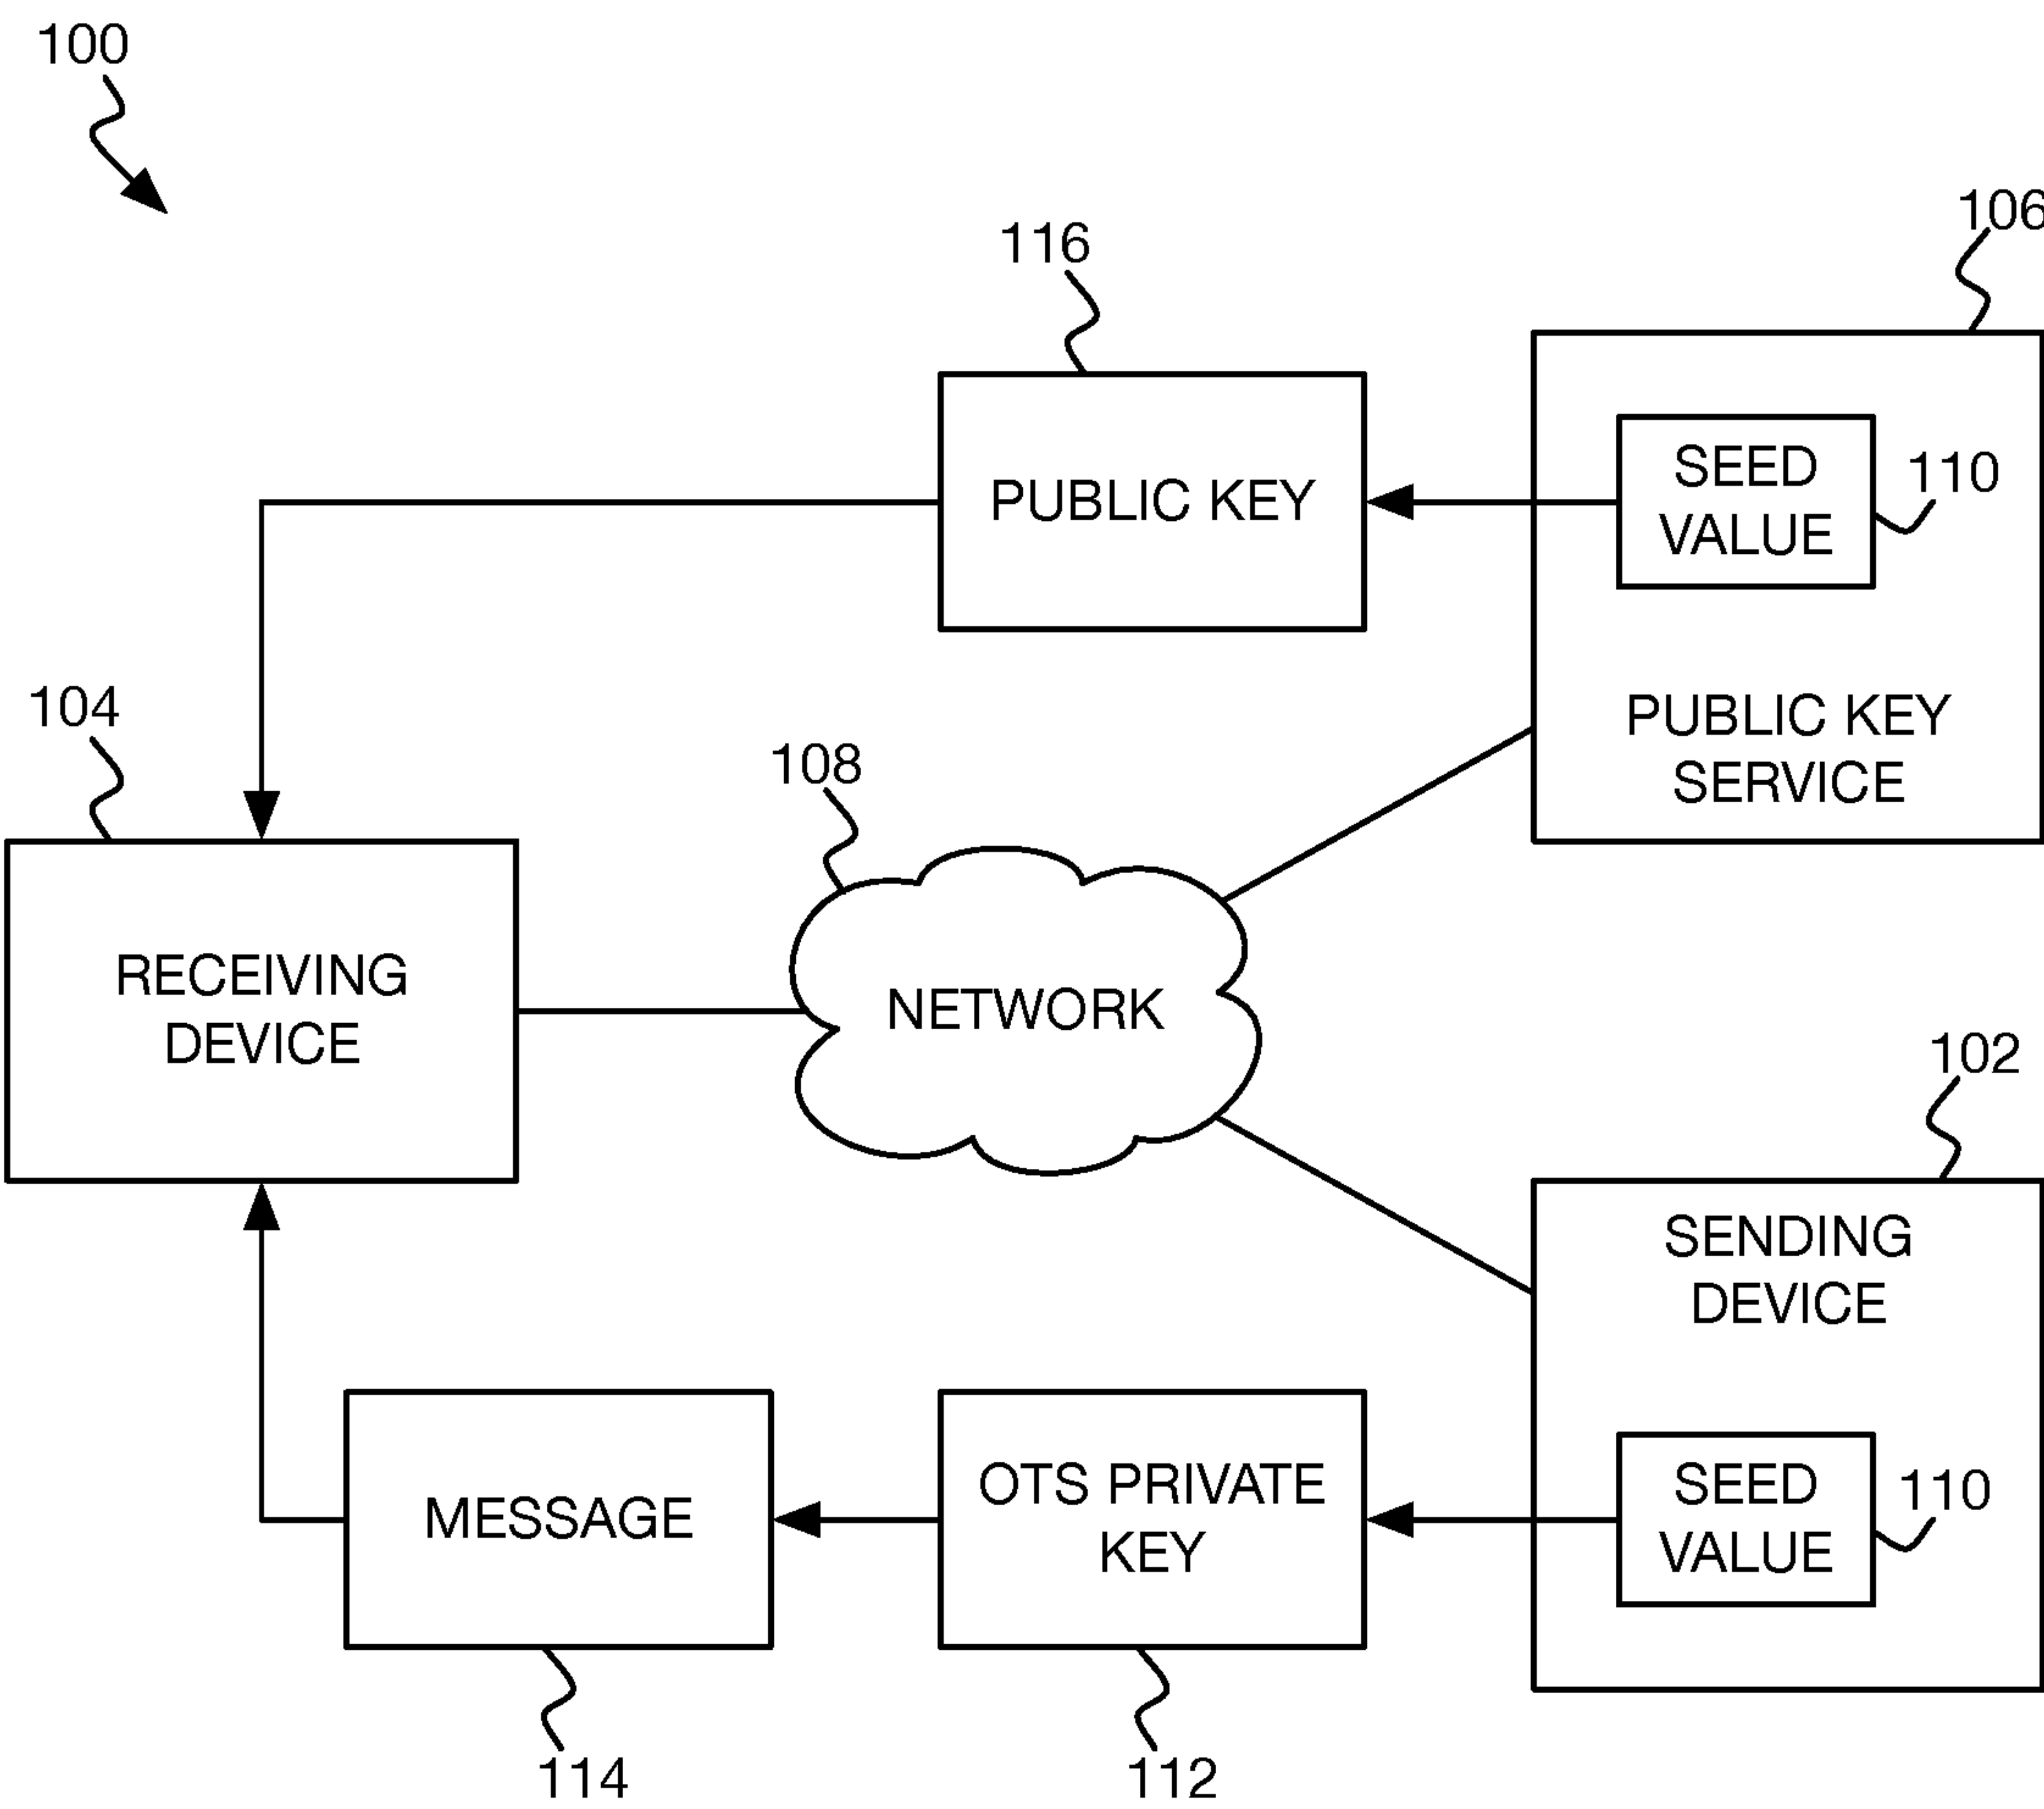 100
106
116
SEED
VALUE
110
PUBLIC KEY
PUBLIC KEY
SERVICE
104
108
RECEIVING
DEVICE
NETWORK
102
SENDING
DEVICE
MESSAGE
OTS PRIVATE
KEY
SEED
VALUE
110
114
112